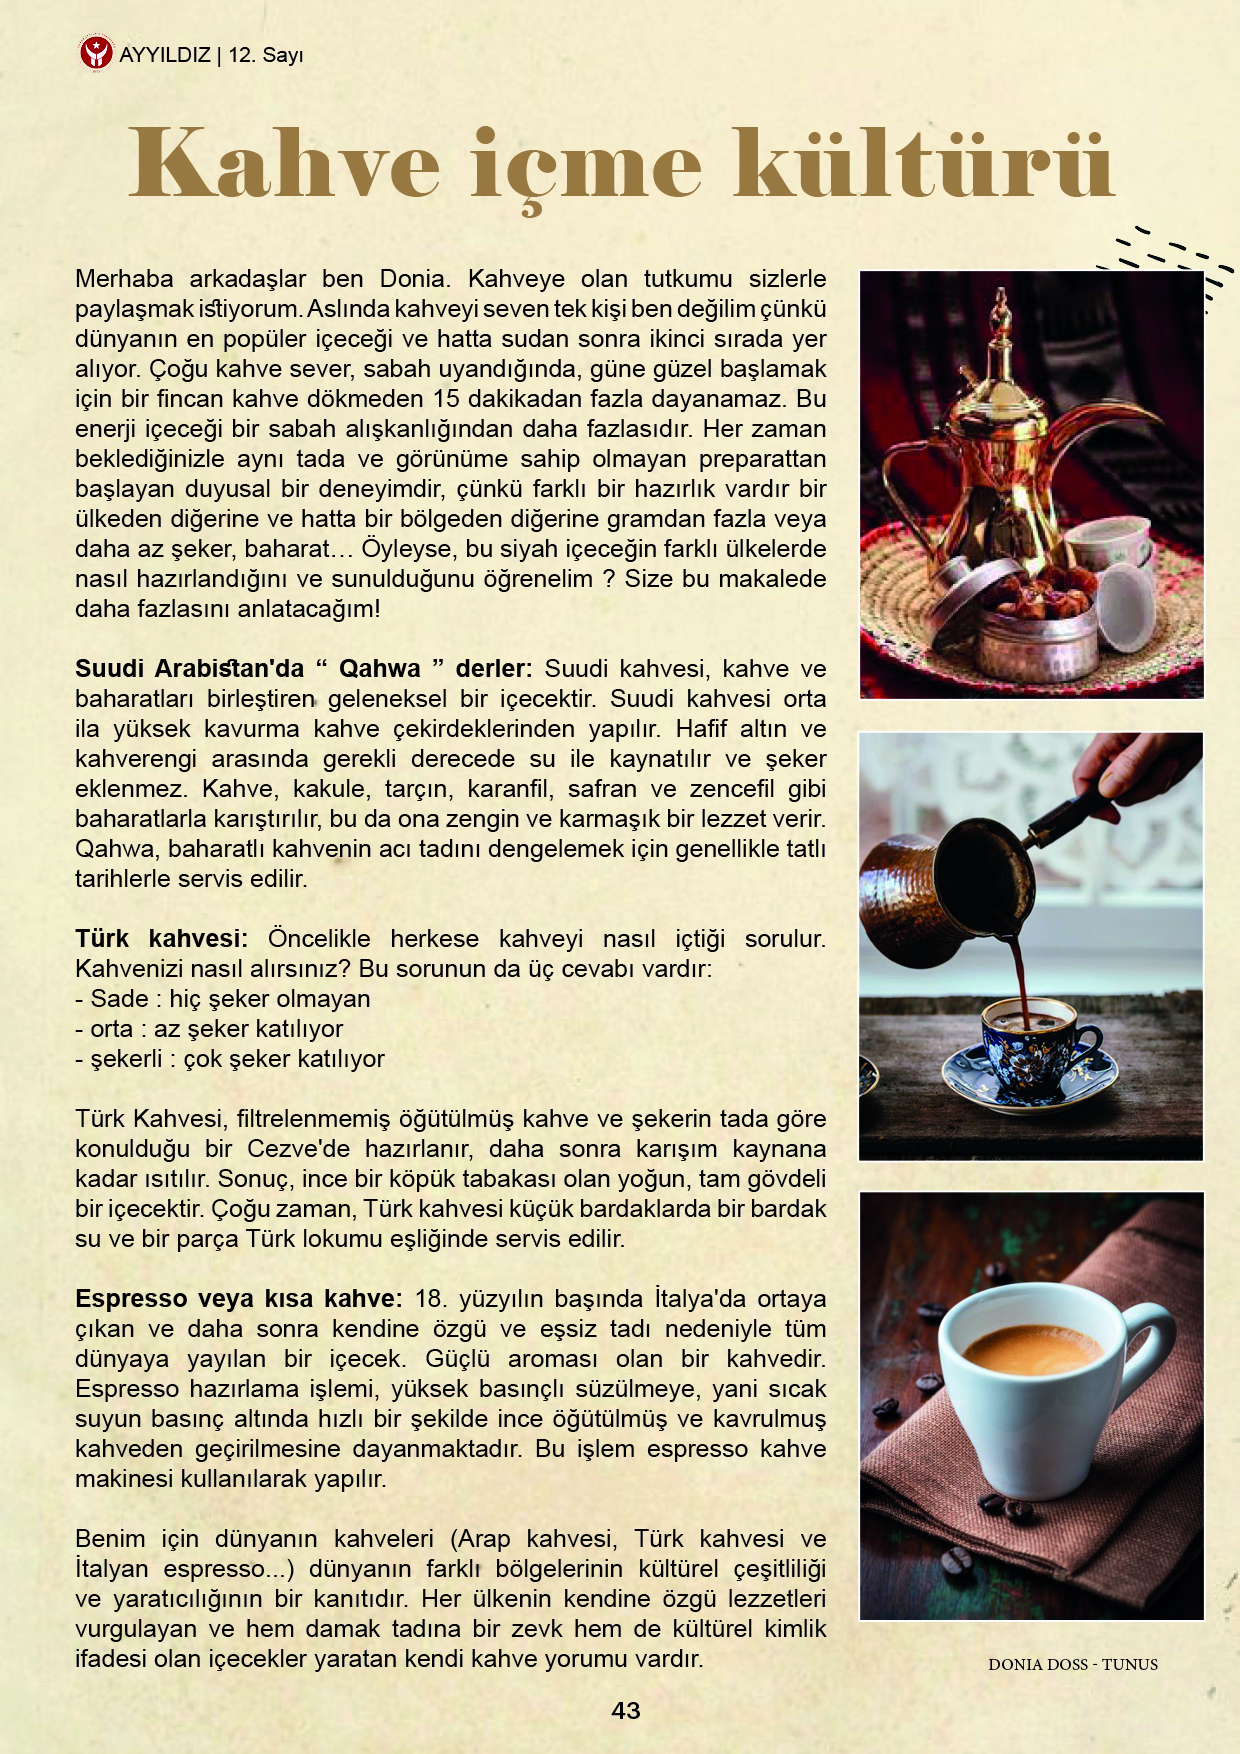 AYYILDIZ | 12. Sayı
Kahve içme kültürü
Merhaba arkadaşlar ben Donia. Kahveye olan tutkumu sizlerle
paylaşmak istiyorum. Aslında kahveyi seven tek kişi ben değilim çünkü
dünyanın en popüler içeceği ve hatta sudan sonra ikinci sırada yer
alıyor. Çoğu kahve sever, sabah uyandığında, güne güzel başlamak
için bir fincan kahve dökmeden 15 dakikadan fazla dayanamaz. Bu
enerji içeceği bir sabah alışkanlığından daha fazlasıdır. Her zaman
beklediğinizle aynı tada ve görünüme sahip olmayan preparattan
başlayan duyusal bir deneyimdir, çünkü farklı bir hazırlık vardır bir
ülkeden diğerine ve hatta bir bölgeden diğerine gramdan fazla veya
daha az şeker, baharat… Öyleyse, bu siyah içeceğin farklı ülkelerde
nasıl hazırlandığını ve sunulduğunu öğrenelim ? Size bu makalede
daha fazlasını anlatacağım!
Suudi Arabistan'da “ Qahwa ” derler: Suudi kahvesi, kahve ve
baharatları birleştiren geleneksel bir içecektir. Suudi kahvesi orta
ila yüksek kavurma kahve çekirdeklerinden yapılır. Hafif altın ve
kahverengi arasında gerekli derecede su ile kaynatılır ve şeker
eklenmez. Kahve, kakule, tarçın, karanfil, safran ve zencefil gibi
baharatlarla karıştırılır, bu da ona zengin ve karmaşık bir lezzet verir.
Qahwa, baharatlı kahvenin acı tadını dengelemek için genellikle tatlı
tarihlerle servis edilir.
Türk kahvesi: Öncelikle herkese kahveyi nasıl içtiği sorulur.
Kahvenizi nasıl alırsınız? Bu sorunun da üç cevabı vardır:
- Sade : hiç şeker olmayan
- orta : az şeker katılıyor
- şekerli : çok şeker katılıyor
Türk Kahvesi, filtrelenmemiş öğütülmüş kahve ve şekerin tada göre
konulduğu bir Cezve'de hazırlanır, daha sonra karışım kaynana
kadar ısıtılır. Sonuç, ince bir köpük tabakası olan yoğun, tam gövdeli
bir içecektir. Çoğu zaman, Türk kahvesi küçük bardaklarda bir bardak
su ve bir parça Türk lokumu eşliğinde servis edilir.
Espresso veya kısa kahve: 18. yüzyılın başında İtalya'da ortaya
çıkan ve daha sonra kendine özgü ve eşsiz tadı nedeniyle tüm
dünyaya yayılan bir içecek. Güçlü aroması olan bir kahvedir.
Espresso hazırlama işlemi, yüksek basınçlı süzülmeye, yani sıcak
suyun basınç altında hızlı bir şekilde ince öğütülmüş ve kavrulmuş
kahveden geçirilmesine dayanmaktadır. Bu işlem espresso kahve
makinesi kullanılarak yapılır.
Benim için dünyanın kahveleri (Arap kahvesi, Türk kahvesi ve
İtalyan espresso...) dünyanın farklı bölgelerinin kültürel çeşitliliği
ve yaratıcılığının bir kanıtıdır. Her ülkenin kendine özgü lezzetleri
vurgulayan ve hem damak tadına bir zevk hem de kültürel kimlik
ifadesi olan içecekler yaratan kendi kahve yorumu vardır.
DONIA DOSS - TUNUS
43